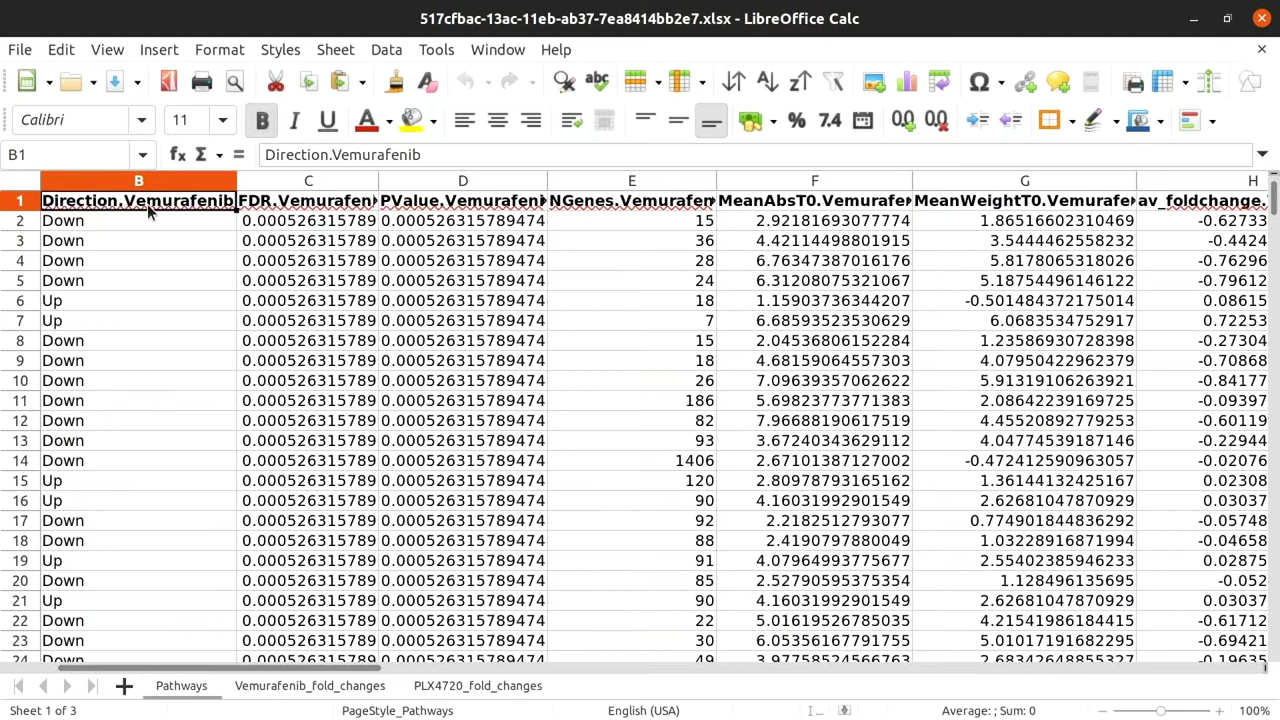 517cfbac-13ac-11eb-ab37-7ea8414bb2e7.xlsx - LibreOffice Calc
File Edit View Insert Format Styles Sheet Data Tools Window Help
Calibri 11
B1 Direction.Vemurafenib
B C D E F G H
1 Direction.Vemurafenib FDR.Vemurafeni PValue.Vemurafeni NGenes.Vemurafen MeanAbsT0.Vemurafe MeanWeightT0.Vemurafe av_foldchange.
2 Down 0.000526315789 0.000526315789474 15 2.92181693077774 1.86516602310469 -0.62733
3 Down 0.000526315789 0.000526315789474 36 4.42114498801915 3.5444462558232 -0.4424
4 Down 0.000526315789 0.000526315789474 28 6.76347387016176 5.8178065318026 -0.76296
5 Down 0.000526315789 0.000526315789474 24 6.31208075321067 5.18754496146122 -0.79612
6 Up 0.000526315789 0.000526315789474 18 1.15903736344207 -0.501484372175014 0.08615
7 Up 0.000526315789 0.000526315789474 7 6.68593523530629 6.0683534752917 0.72253
8 Down 0.000526315789 0.000526315789474 15 2.04536806152284 1.23586930728398 -0.27304
9 Down 0.000526315789 0.000526315789474 18 4.68159064557303 4.07950422962379 -0.70868
10 Down 0.000526315789 0.000526315789474 26 7.09639357062622 5.91319106263921 -0.84177
11 Down 0.000526315789 0.000526315789474 186 5.69823773771383 2.08642239169725 -0.09397
12 Down 0.000526315789 0.000526315789474 82 7.96688190617519 4.45520892779253 -0.60119
13 Down 0.000526315789 0.000526315789474 93 3.67240343629112 4.04774539187146 -0.22944
14 Down 0.000526315789 0.000526315789474 1406 2.67101387127002 -0.472412590963057 -0.02076
15 Up 0.000526315789 0.000526315789474 120 2.80978793165162 1.36144132425167 0.02308
16 Up 0.000526315789 0.000526315789474 90 4.16031992901549 2.62681047870929 0.03037
17 Down 0.000526315789 0.000526315789474 92 2.2182512793077 0.774901844836292 -0.05748
18 Down 0.000526315789 0.000526315789474 88 2.4190797880049 1.03228916871994 -0.04658
19 Up 0.000526315789 0.000526315789474 91 4.07964993775677 2.55402385946233 0.02875
20 Down 0.000526315789 0.000526315789474 85 2.52790595375354 1.128496135695 -0.052
21 Up 0.000526315789 0.000526315789474 90 4.16031992901549 2.62681047870929 0.03037
22 Down 0.000526315789 0.000526315789474 22 5.01619526785035 4.21541986184415 -0.61712
23 Down 0.000526315789 0.000526315789474 30 6.05356167791755 5.01017191682295 -0.69421
24 Down 0.000526315789 0.000526315789474 49 3.97758524566763 2.68342648855327 -0.19635
Pathways Vemurafenib_fold_changes PLX4720_fold_changes
Sheet 1 of 3 PageStyle_Pathways English (USA) Average: ; Sum: 0 100%